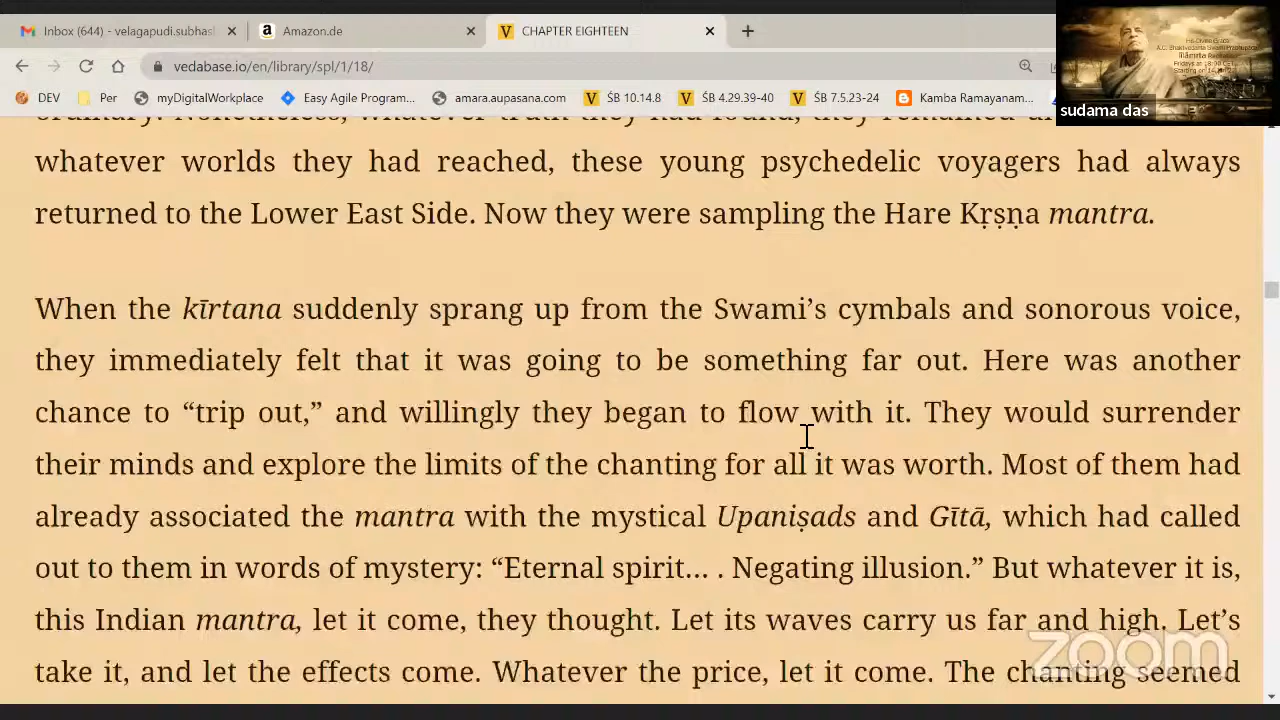 Inbox (644) - velagapudi.subhas
Amazon.de
CHAPTER EIGHTEEN
vedabase.io/en/library/spl/1/18/
DEV
Per
myDigitalWorkplace
Easy Agile Program...
amara.aupasana.com
ŚB 10.14.8
ŚB 4.29.39-40
ŚB 7.5.23-24
Kamba Ramayanam...
His Divine Grace
A.C. Bhaktivedanta Swami Prabhupada
sudama das
whatever worlds they had reached, these young psychedelic voyagers had always
returned to the Lower East Side. Now they were sampling the Hare Kṛṣṇa mantra.
When the kīrtana suddenly sprang up from the Swami’s cymbals and sonorous voice,
they immediately felt that it was going to be something far out. Here was another
chance to “trip out,” and willingly they began to flow with it. They would surrender
their minds and explore the limits of the chanting for all it was worth. Most of them had
already associated the mantra with the mystical Upaniṣads and Gītā, which had called
out to them in words of mystery: “Eternal spirit... . Negating illusion.” But whatever it is,
this Indian mantra, let it come, they thought. Let its waves carry us far and high. Let’s
take it, and let the effects come. Whatever the price, let it come. The chanting seemed
zoom